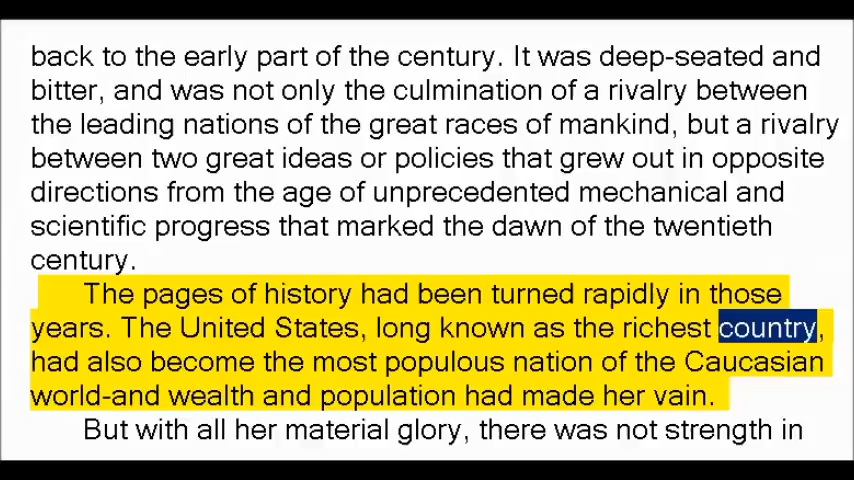 back to the early part of the century. It was deep-seated and
bitter, and was not only the culmination of a rivalry between
the leading nations of the great races of mankind, but a rivalry
between two great ideas or policies that grew out in opposite
directions from the age of unprecedented mechanical and
scientific progress that marked the dawn of the twentieth
century.
The pages of history had been turned rapidly in those
years. The United States, long known as the richest country,
had also become the most populous nation of the Caucasian
world-and wealth and population had made her vain.
But with all her material glory, there was not strength in